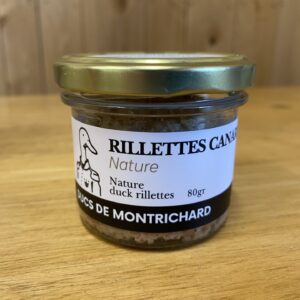 RILLETTES CANA
Nature
Nature
duck rillettes 80gr
DUCS DE MONTRICHARD